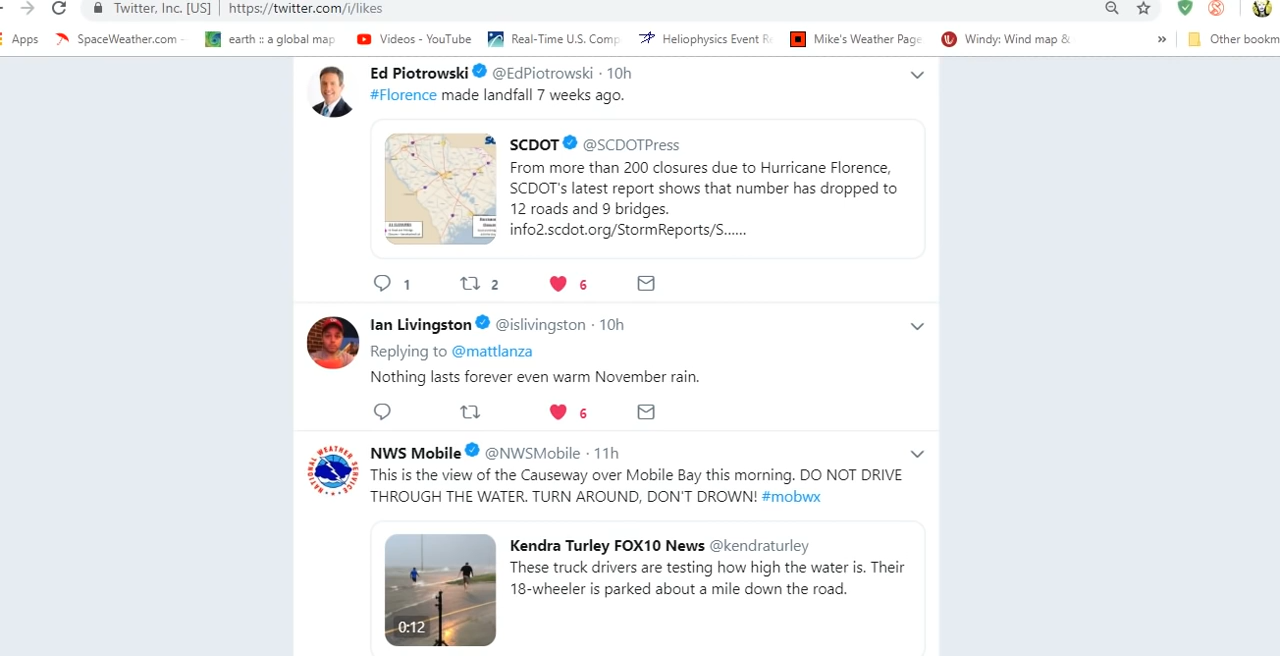 Twitter, Inc. [US] | https://twitter.com/i/likes
Apps SpaceWeather.com earth :: a global map Videos - YouTube Real-Time U.S. Comp Heliophysics Event Re Mike's Weather Page Windy: Wind map & » Other bookm
Ed Piotrowski @EdPiotrowski · 10h
#Florence made landfall 7 weeks ago.
SCDOT @SCDOTPress
From more than 200 closures due to Hurricane Florence,
SCDOT's latest report shows that number has dropped to
12 roads and 9 bridges.
info2.scdot.org/StormReports/S......
1 2 6
Ian Livingston @islivingston · 10h
Replying to @mattlanza
Nothing lasts forever even warm November rain.
6
NWS Mobile @NWSMobile · 11h
This is the view of the Causeway over Mobile Bay this morning. DO NOT DRIVE
THROUGH THE WATER. TURN AROUND, DON'T DROWN! #mobwx
NATIONAL WEATHER SERVICE
Kendra Turley FOX10 News @kendraturley
These truck drivers are testing how high the water is. Their
18-wheeler is parked about a mile down the road.
0:12